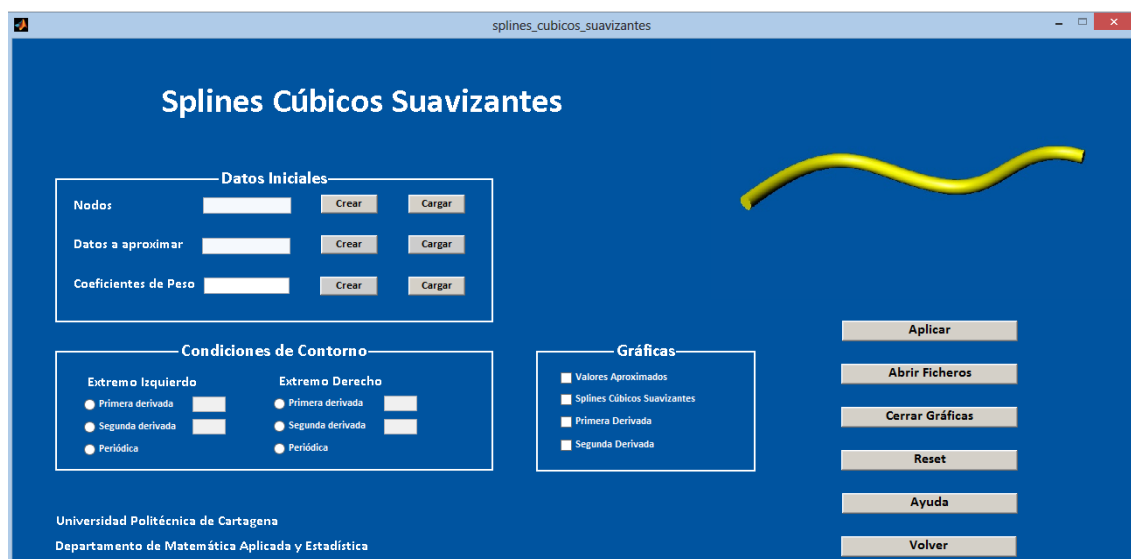 splines_cubicos_suavizantes
Splines Cúbicos Suavizantes
Datos Iniciales
Nodos Crear Cargar
Datos a aproximar Crear Cargar
Coeficientes de Peso Crear Cargar
Condiciones de Contorno
Extremo Izquierdo Extremo Derecho
Primera derivada Primera derivada
Segunda derivada Segunda derivada
Periódica Periódica
Gráficas
Valores Aproximados
Splines Cúbicos Suavizantes
Primera Derivada
Segunda Derivada
Aplicar
Abrir Ficheros
Cerrar Gráficas
Reset
Ayuda
Volver
Universidad Politécnica de Cartagena
Departamento de Matemática Aplicada y Estadística